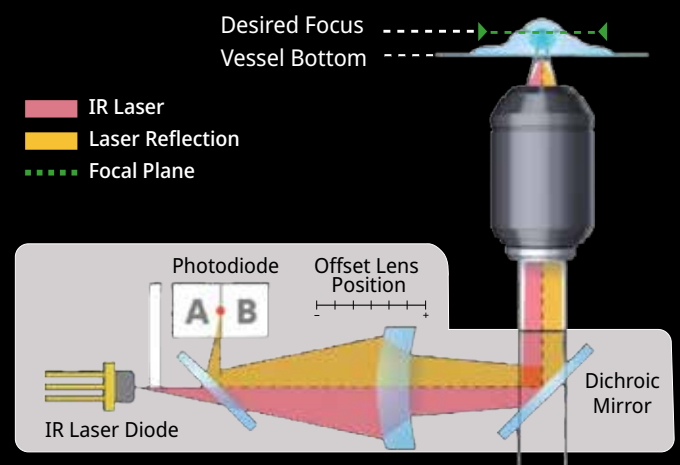 Desired Focus
Vessel Bottom
IR Laser
Laser Reflection
Focal Plane
Photodiode
A B
Offset Lens
Position
- +
IR Laser Diode
Dichroic
Mirror